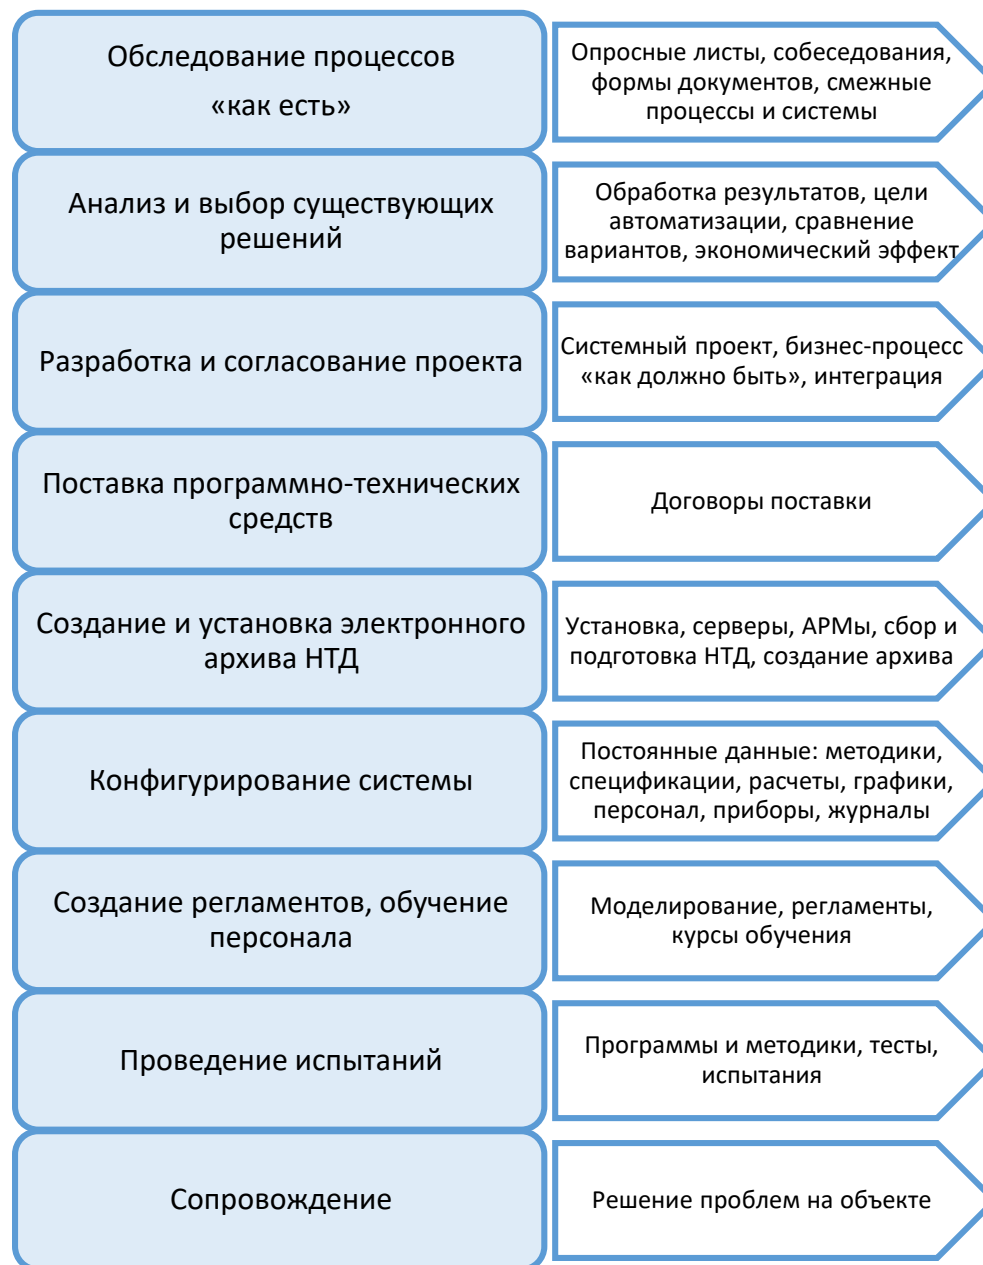 Обследование процессов
«как есть»
Опросные листы, собеседования,
формы документов, смежные
процессы и системы
Анализ и выбор существующих
решений
Обработка результатов, цели
автоматизации, сравнение
вариантов, экономический эффект
Разработка и согласование проекта
Системный проект, бизнес-процесс
«как должно быть», интеграция
Поставка программно-технических
средств
Договоры поставки
Создание и установка электронного
архива НТД
Установка, серверы, АРМы, сбор и
подготовка НТД, создание архива
Конфигурирование системы
Постоянные данные: методики,
спецификации, расчеты, графики,
персонал, приборы, журналы
Создание регламентов, обучение
персонала
Моделирование, регламенты,
курсы обучения
Проведение испытаний
Программы и методики, тесты,
испытания
Сопровождение
Решение проблем на объекте